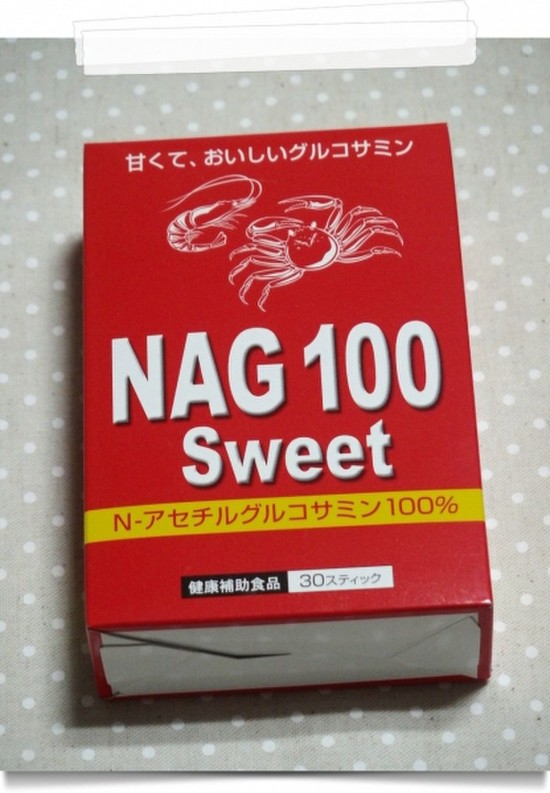 甘くて、おいしいグルコサミン
NAG 100
Sweet
N-アセチルグルコサミン100%
健康補助食品 30スティック